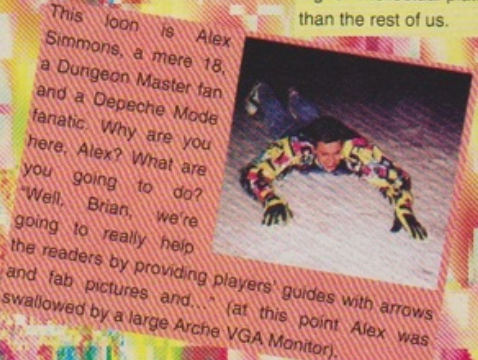 than the rest of us.
This loon is Alex
Simmons, a mere 18,
a Dungeon Master fan
and a Depeche Mode
fanatic. Why are you
here, Alex? What are
you going to do?
"Well, Brian, we're
going to really help
the readers by providing players' guides with arrows
and fab pictures and..." (at this point Alex was
swallowed by a large Arche VGA Monitor).